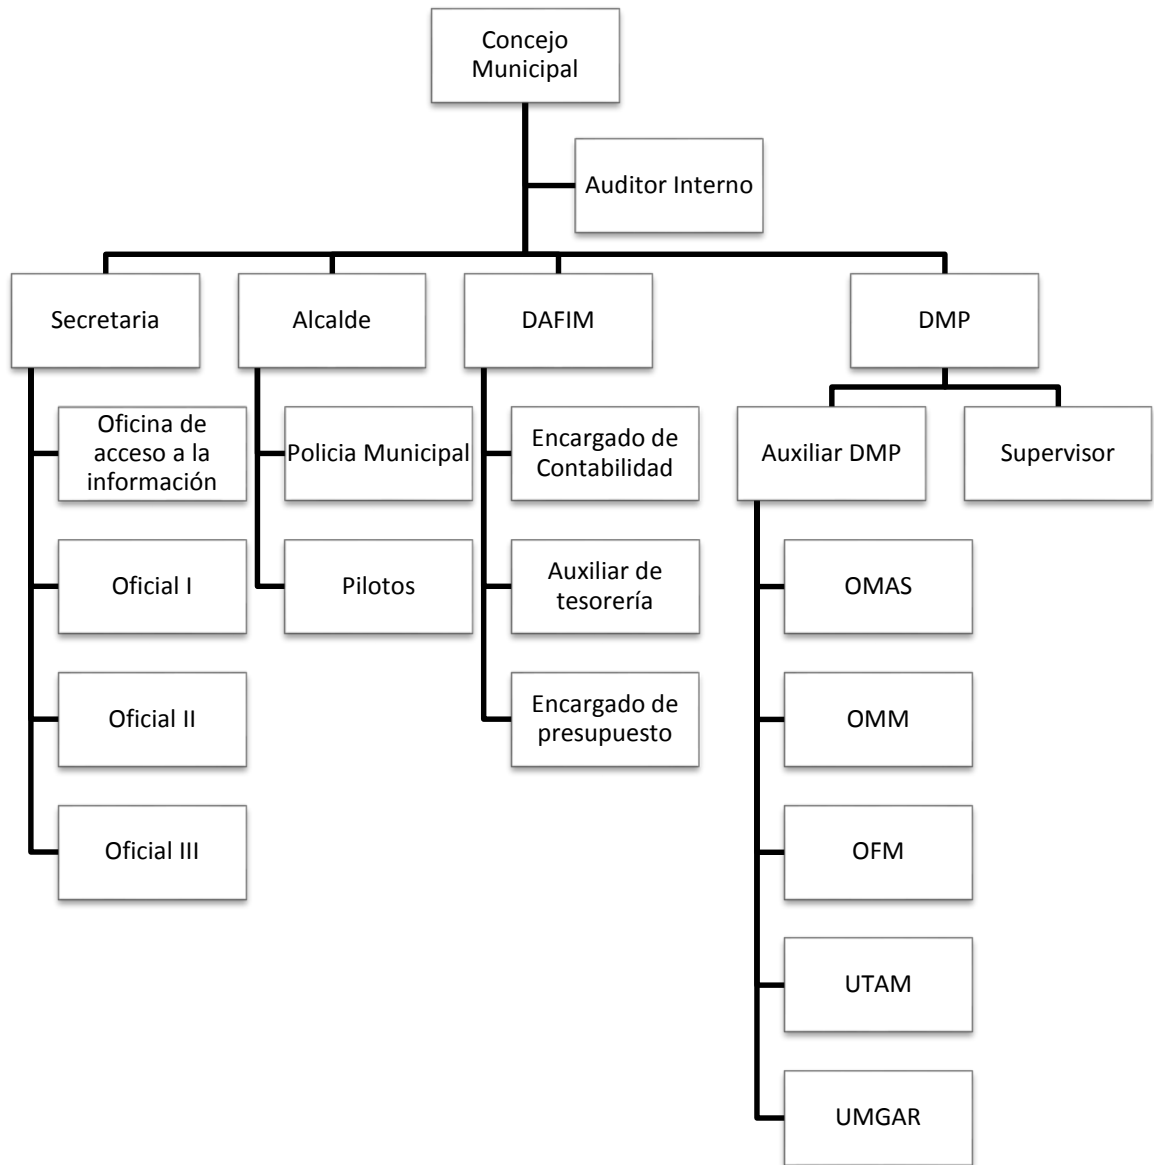 Concejo
Municipal
Auditor Interno
Secretaria
Alcalde
DAFIM
DMP
Oficina de
acceso a la
información
Policia Municipal
Encargado de
Contabilidad
Auxiliar DMP
Supervisor
Oficial I
Pilotos
Auxiliar de
tesorería
OMAS
Oficial II
Encargado de
presupuesto
OMM
Oficial III
OFM
UTAM
UMGAR